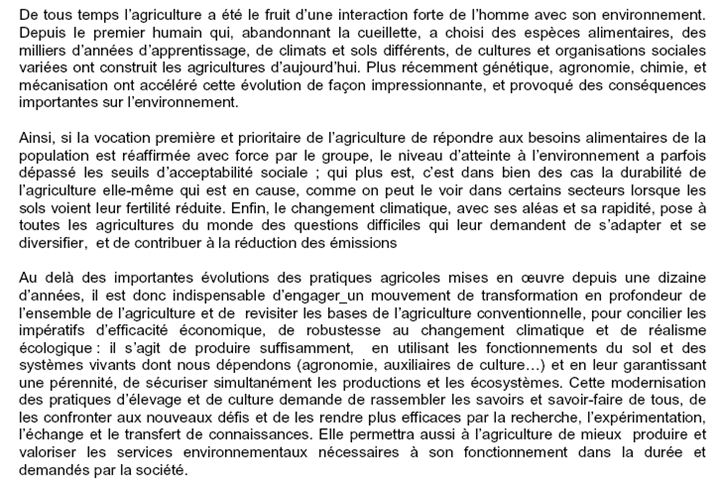 De tous temps l'agriculture a été le fruit d'une interaction forte de l'homme avec son environnement.
Depuis le premier humain qui, abandonnant la cueillette, a choisi des espèces alimentaires, des
milliers d'années d'apprentissage, de climats et sols différents, de cultures et organisations sociales
variées ont construit les agricultures d'aujourd'hui. Plus récemment génétique, agronomie, chimie, et
mécanisation ont accéléré cette évolution de façon impressionnante, et provoqué des conséquences
importantes sur l'environnement.

Ainsi, si la vocation première et prioritaire de l'agriculture de répondre aux besoins alimentaires de la
population est réaffirmée avec force par le groupe, le niveau d'atteinte à l'environnement a parfois
dépassé les seuils d'acceptabilité sociale ; qui plus est, c'est dans bien des cas la durabilité de
l'agriculture elle-même qui est en cause, comme on peut le voir dans certains secteurs lorsque les
sols voient leur fertilité réduite. Enfin, le changement climatique, avec ses aléas et sa rapidité, pose à
toutes les agricultures du monde des questions difficiles qui leur demandent de s'adapter et se
diversifier, et de contribuer à la réduction des émissions

Au delà des importantes évolutions des pratiques agricoles mises en œuvre depuis une dizaine
d'années, il est donc indispensable d'engager_un mouvement de transformation en profondeur de
l'ensemble de l'agriculture et de revisiter les bases de l'agriculture conventionnelle, pour concilier les
impératifs d'efficacité économique, de robustesse au changement climatique et de réalisme
écologique : il s'agit de produire suffisamment, en utilisant les fonctionnements du sol et des
systèmes vivants dont nous dépendons (agronomie, auxiliaires de culture…) et en leur garantissant
une pérennité, de sécuriser simultanément les productions et les écosystèmes. Cette modernisation
des pratiques d'élevage et de culture demande de rassembler les savoirs et savoir-faire de tous, de
les confronter aux nouveaux défis et de les rendre plus efficaces par la recherche, l'expérimentation,
l'échange et le transfert de connaissances. Elle permettra aussi à l'agriculture de mieux produire et
valoriser les services environnementaux nécessaires à son fonctionnement dans la durée et
demandés par la société.